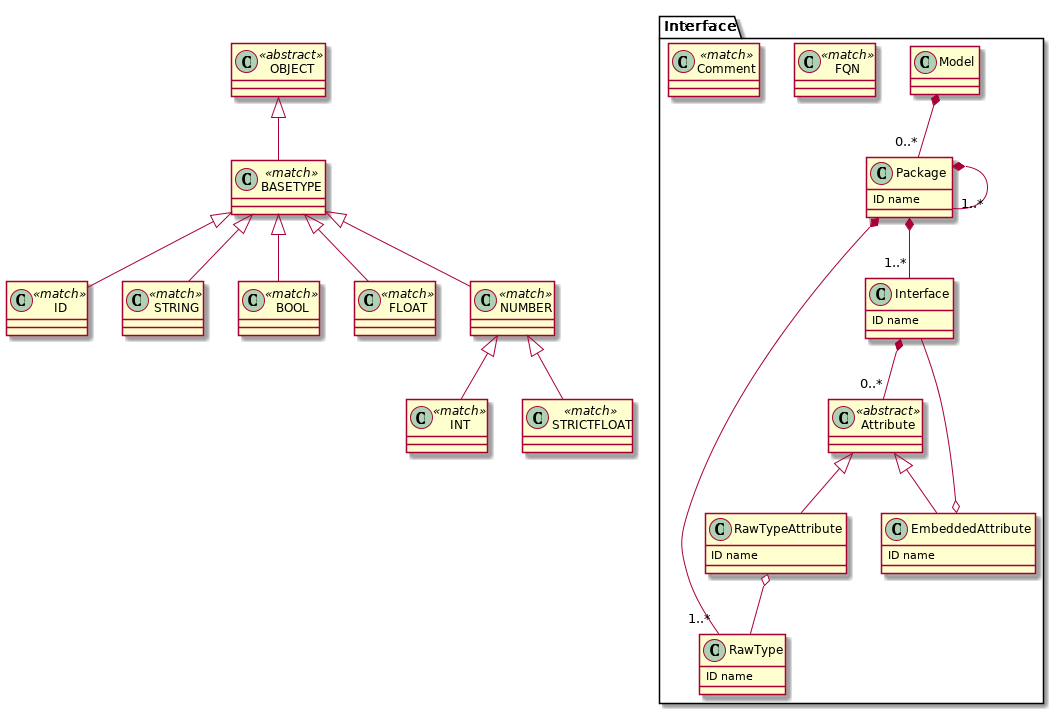 Interface
«abstract»
OBJECT
C
«match»
Comment
C
«match»
FQN
C
Model
C
0..*
«match»
BASETYPE
C
Package
C
ID name
1..*
1..*
«match»
ID
C
«match»
STRING
C
«match»
BOOL
C
«match»
FLOAT
C
«match»
NUMBER
C
Interface
C
ID name
0..*
«match»
INT
C
«match»
STRICTFLOAT
C
«abstract»
Attribute
C
RawTypeAttribute
C
ID name
EmbeddedAttribute
C
ID name
1..*
RawType
C
ID name